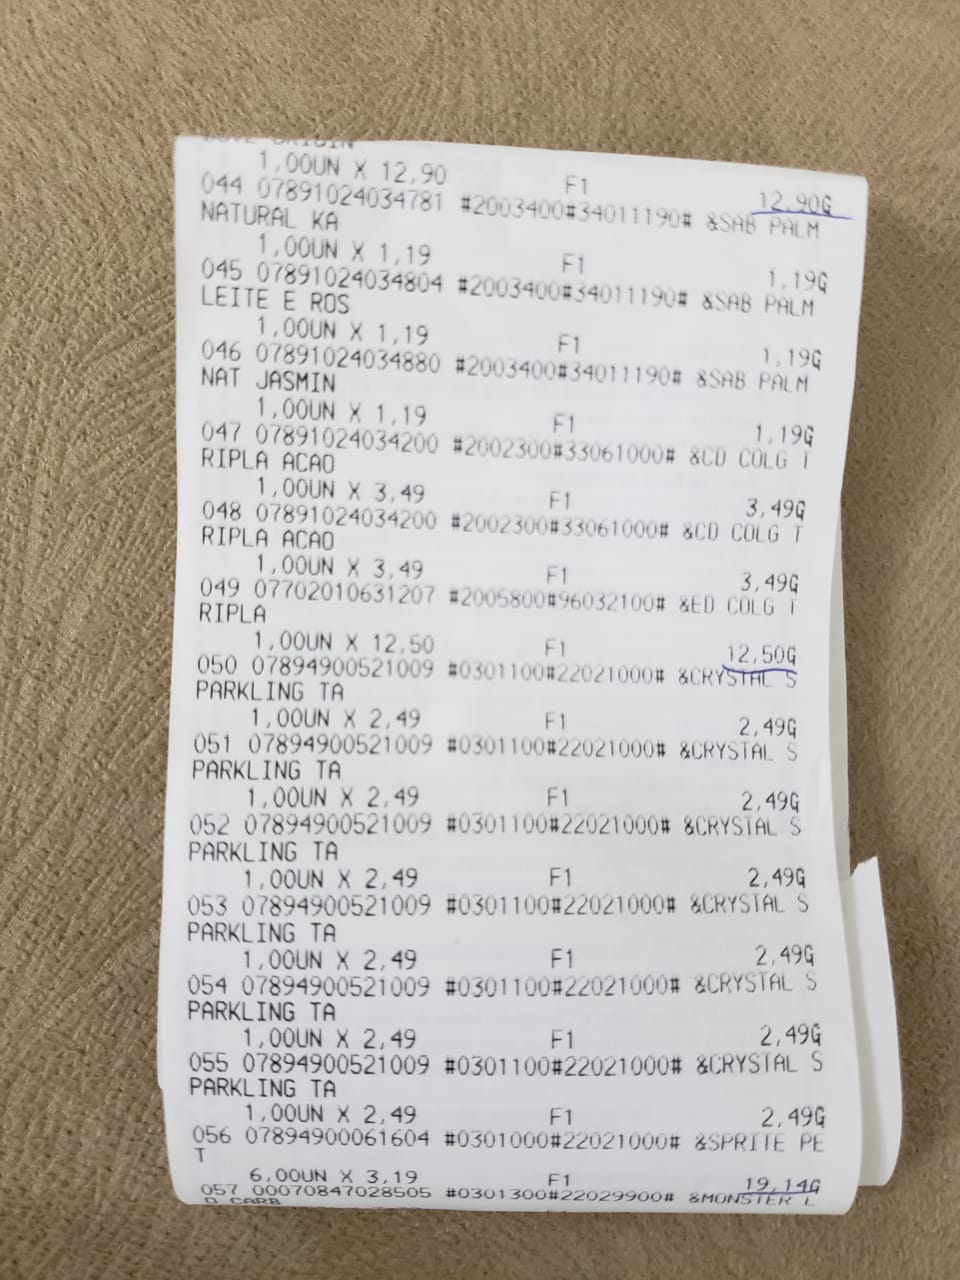 ORIGIN
1,00UN X 12,90 F1 12,90G
044 07891024034781 #2003400#34011190# &SAB PALM
NATURAL KA
1,00UN X 1,19 F1 1,19G
045 07891024034804 #2003400#34011190# &SAB PALM
LEITE E ROS
1,00UN X 1,19 F1 1,19G
046 07891024034880 #2003400#34011190# &SAB PALM
NAT JASMIN
1,00UN X 1,19 F1 1,19G
047 07891024034200 #2002300#33061000# &CD COLG T
RIPLA ACAO
1,00UN X 3,49 F1 3,49G
048 07891024034200 #2002300#33061000# &CD COLG T
RIPLA ACAO
1,00UN X 3,49 F1 3,49G
049 07702010631207 #2005800#96032100# &ED COLG T
RIPLA
1,00UN X 12,50 F1 12,50G
050 07894900521009 #0301100#22021000# &CRYSTAL S
PARKLING TA
1,00UN X 2,49 F1 2,49G
051 07894900521009 #0301100#22021000# &CRYSTAL S
PARKLING TA
1,00UN X 2,49 F1 2,49G
052 07894900521009 #0301100#22021000# &CRYSTAL S
PARKLING TA
1,00UN X 2,49 F1 2,49G
053 07894900521009 #0301100#22021000# &CRYSTAL S
PARKLING TA
1,00UN X 2,49 F1 2,49G
054 07894900521009 #0301100#22021000# &CRYSTAL S
PARKLING TA
1,00UN X 2,49 F1 2,49G
055 07894900521009 #0301100#22021000# &CRYSTAL S
PARKLING TA
1,00UN X 2,49 F1 2,49G
056 07894900061604 #0301000#22021000# &SPRITE PE
T
6,00UN X 3,19 F1 19,14G
057 00070847028505 #0301300#22029900# &MONSTER L
O CARB